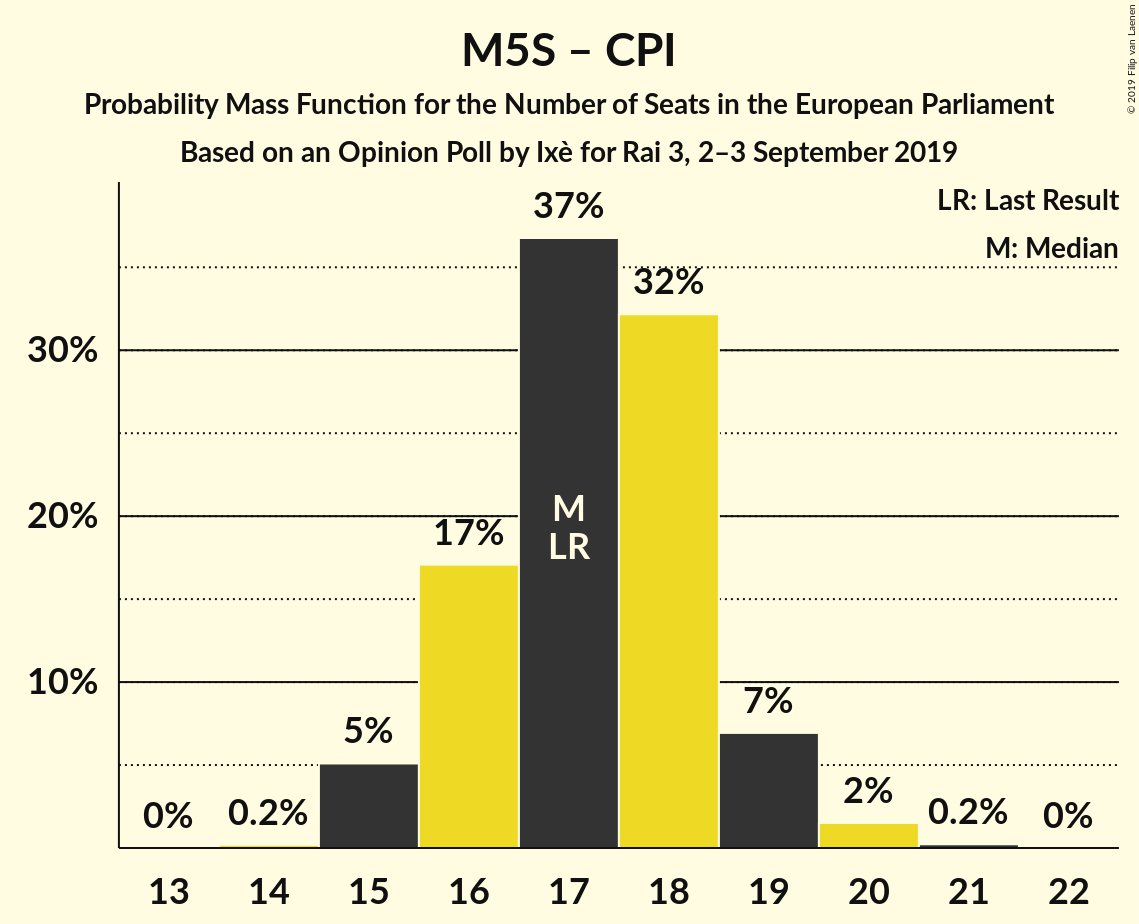 M5S – CPI
Probability Mass Function for the Number of Seats in the European Parliament
Based on an Opinion Poll by Ixè for Rai 3, 2–3 September 2019
© 2019 Filip van Laenen
LR: Last Result
M: Median
37%
32%
30%
20%
17%
M
LR
10%
7%
5%
2%
0%
0.2%
0.2%
0%
13 14 15 16 17 18 19 20 21 22